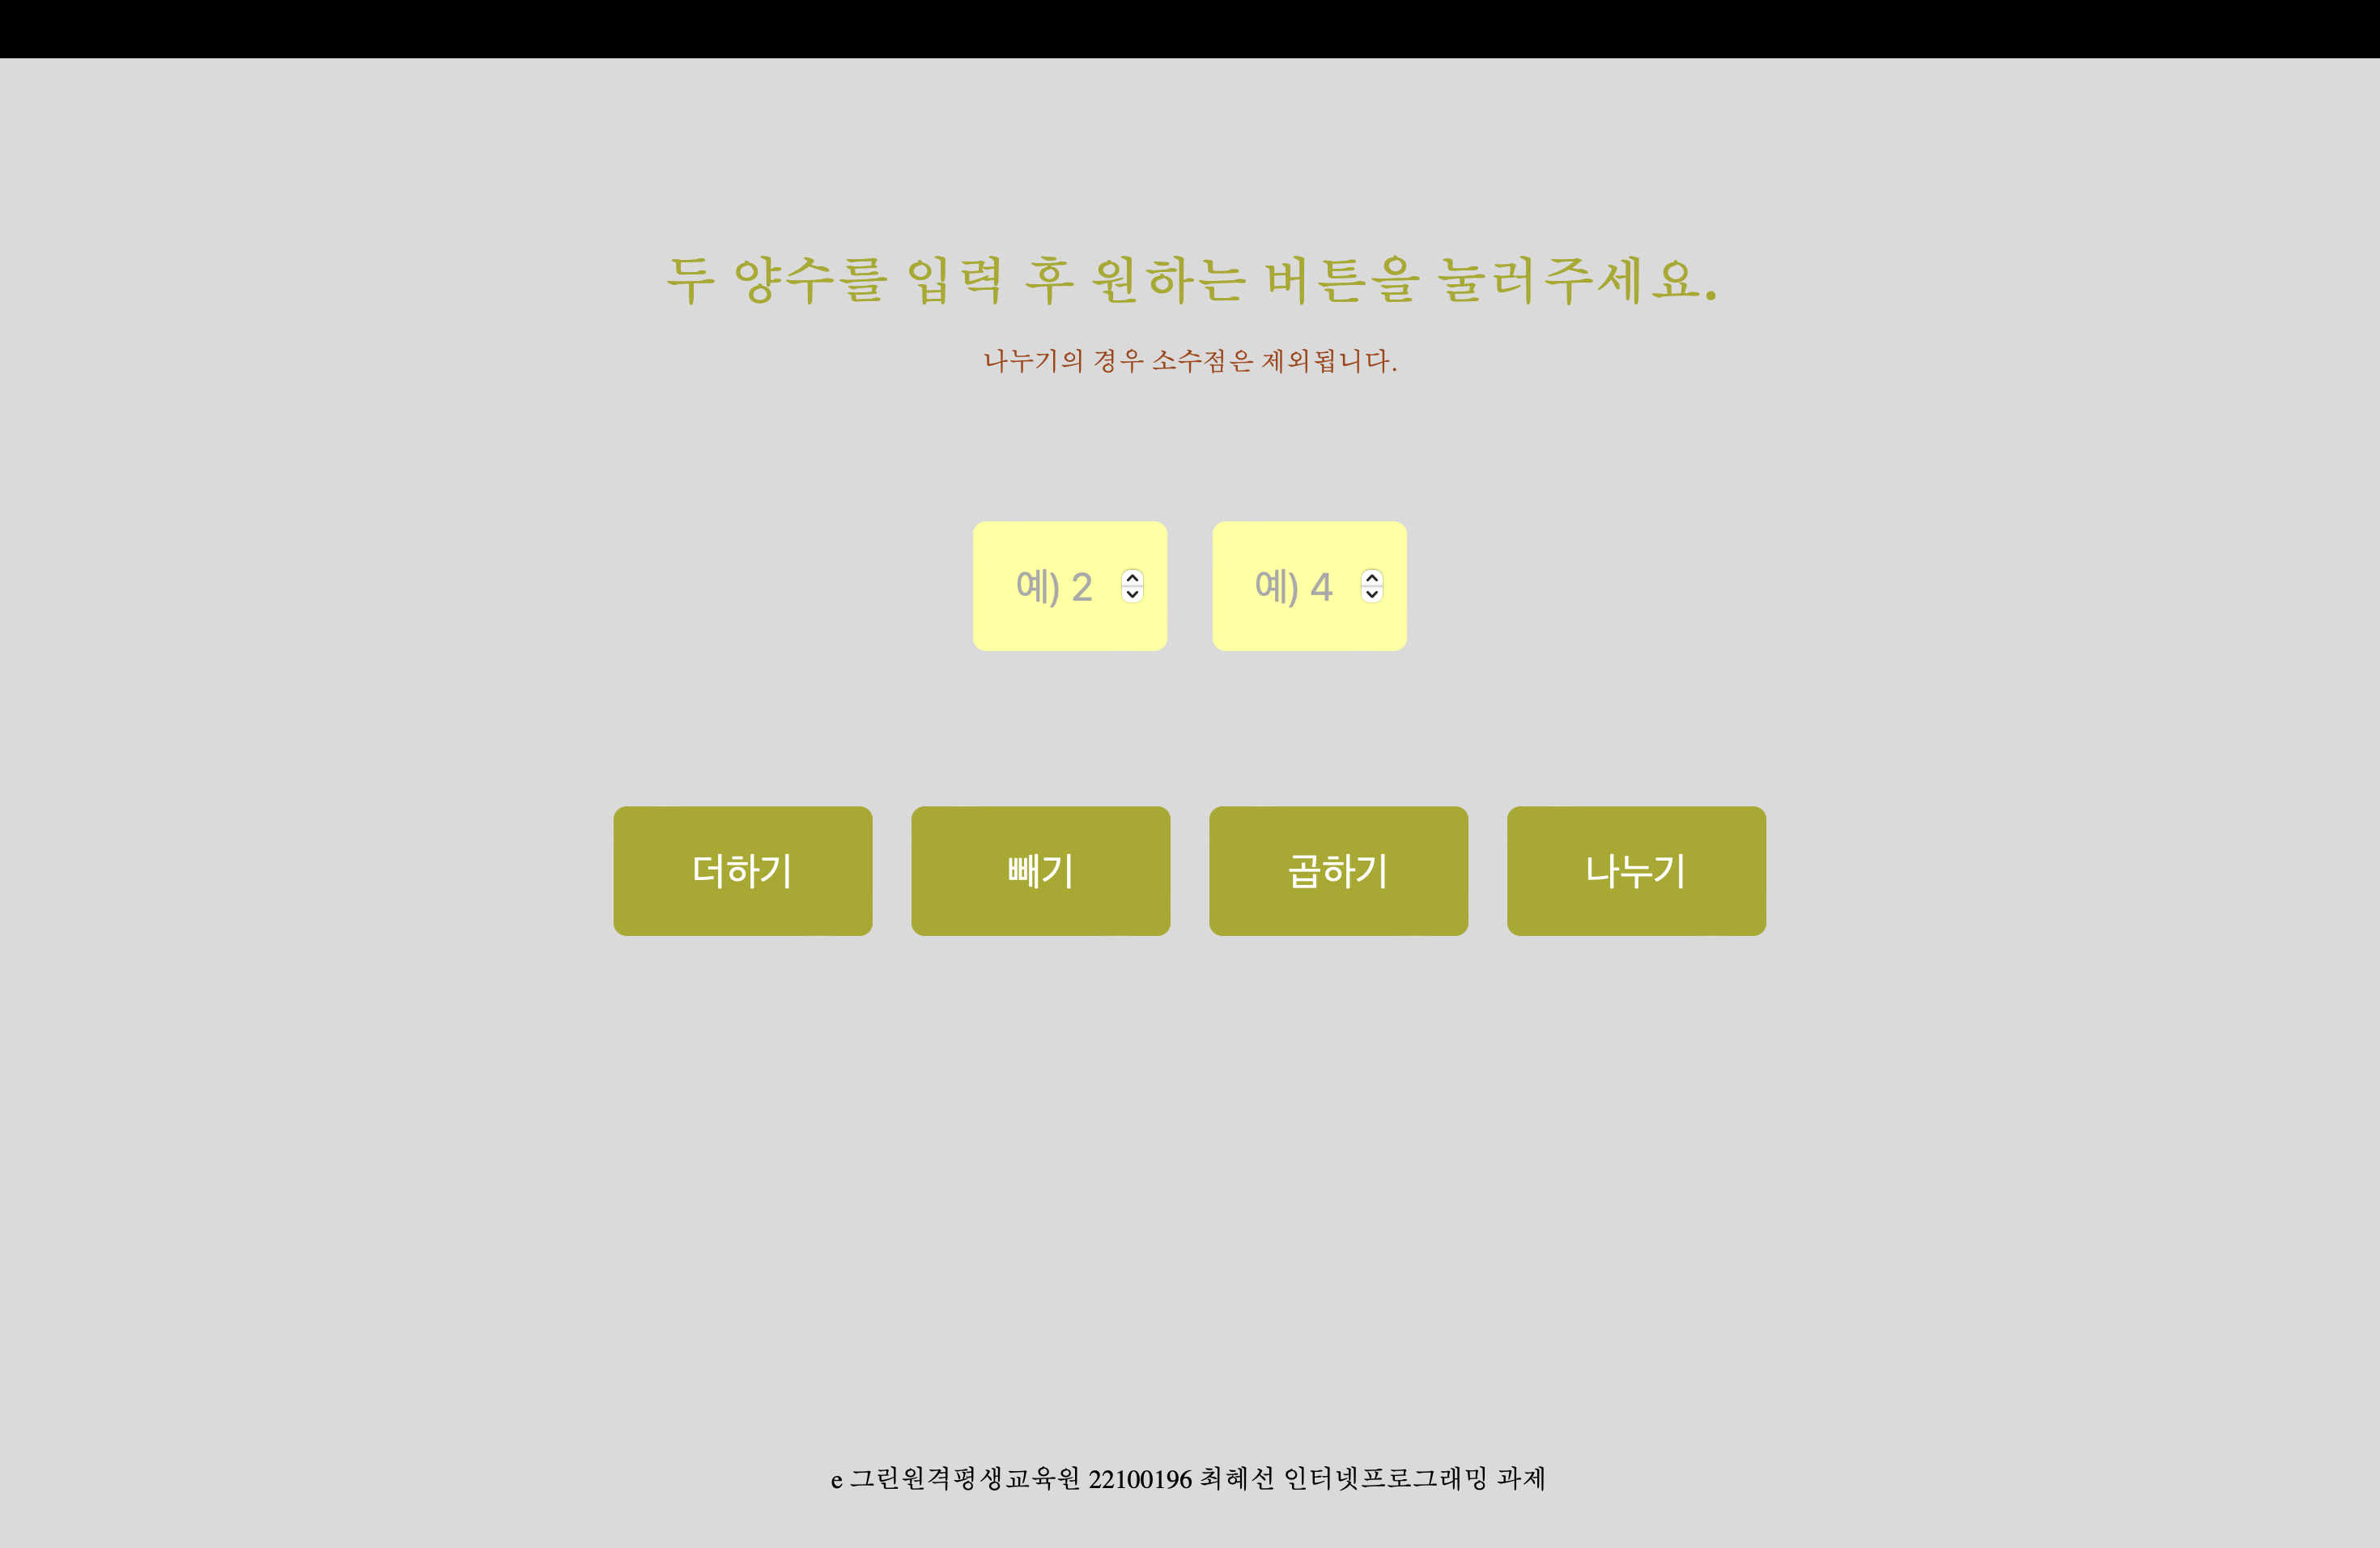 두 양수를 입력 후 원하는 버튼을 눌러주세요.
나누기의 경우 소수점은 제외됩니다.
예) 2 예) 4
더하기 빼기 곱하기 나누기
e 그린원격평생교육원 22100196 최혜선 인터넷프로그래밍 과제